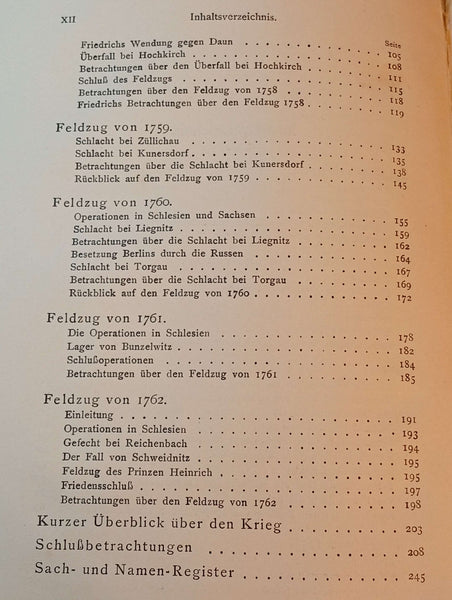 XII Inhaltsverzeichnis.
Seite
Friedrichs Wendung gegen Daun . . . . . . . . . . 105
Überfall bei Hochkirch . . . . . . . . . . 108
Betrachtungen über den Überfall bei Hochkirch . . . . . . . . . . 111
Schluß des Feldzugs . . . . . . . . . . 115
Betrachtungen über den Feldzug von 1758 . . . . . . . . . . 118
Friedrichs Betrachtungen über den Feldzug 1758 . . . . . . . . . . 119
Feldzug von 1759.
Schlacht bei Züllichau . . . . . . . . . . 133
Schlacht bei Kunersdorf . . . . . . . . . . 135
Betrachtungen über die Schlacht bei Kunersdorf . . . . . . . . . . 138
Rückblick auf den Feldzug von 1759 . . . . . . . . . . 145
Feldzug von 1760.
Operationen in Schlesien und Sachsen . . . . . . . . . . 155
Schlacht bei Liegnitz . . . . . . . . . . 159
Betrachtungen über die Schlacht bei Liegnitz . . . . . . . . . . 162
Besetzung Berlins durch die Russen . . . . . . . . . . 164
Schlacht bei Torgau . . . . . . . . . . 167
Betrachtungen über die Schlacht bei Torgau . . . . . . . . . . 169
Rückblick auf den Feldzug von 1760 . . . . . . . . . . 172
Feldzug von 1761.
Die Operationen in Schlesien . . . . . . . . . . 178
Lager von Bunzelwitz . . . . . . . . . . 182
Schlußoperationen . . . . . . . . . . 184
Betrachtungen über den Feldzug von 1761 . . . . . . . . . . 185
Feldzug von 1762.
Einleitung . . . . . . . . . . 191
Operationen in Schlesien . . . . . . . . . . 193
Gefecht bei Reichenbach . . . . . . . . . . 194
Der Fall von Schweidnitz . . . . . . . . . . 195
Feldzug des Prinzen Heinrich . . . . . . . . . . 195
Friedensschluß . . . . . . . . . . 197
Betrachtungen über den Feldzug von 1762 . . . . . . . . . . 198
Kurzer Überblick über den Krieg . . . . . . . . . . 203
Schlußbetrachtungen . . . . . . . . . . 208
Sach- und Namen-Register . . . . . . . . . . 245